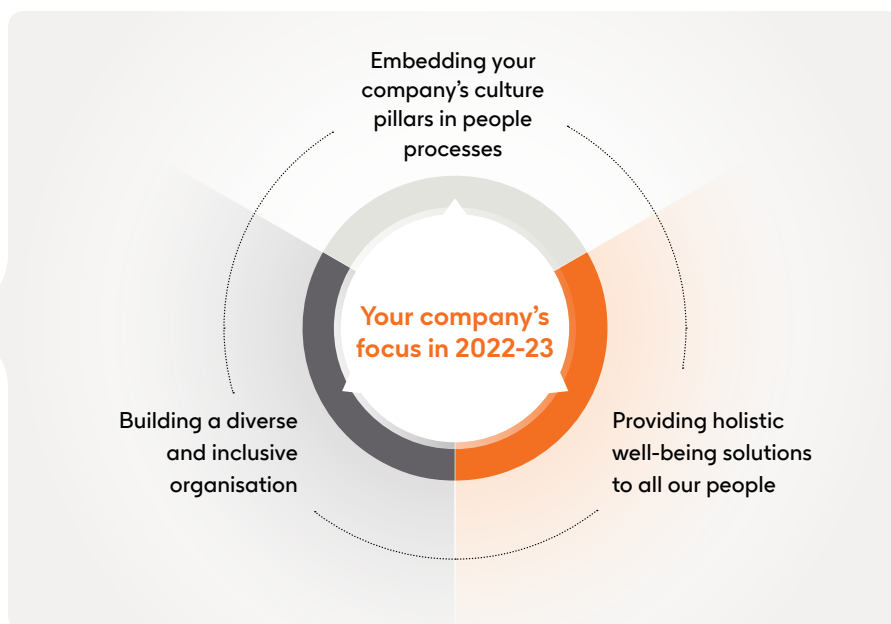 Embedding your
company's culture
pillars in people
processes
Your company's
focus in 2022-23
Building a diverse
and inclusive
organisation
Providing holistic
well-being solutions
to all our people